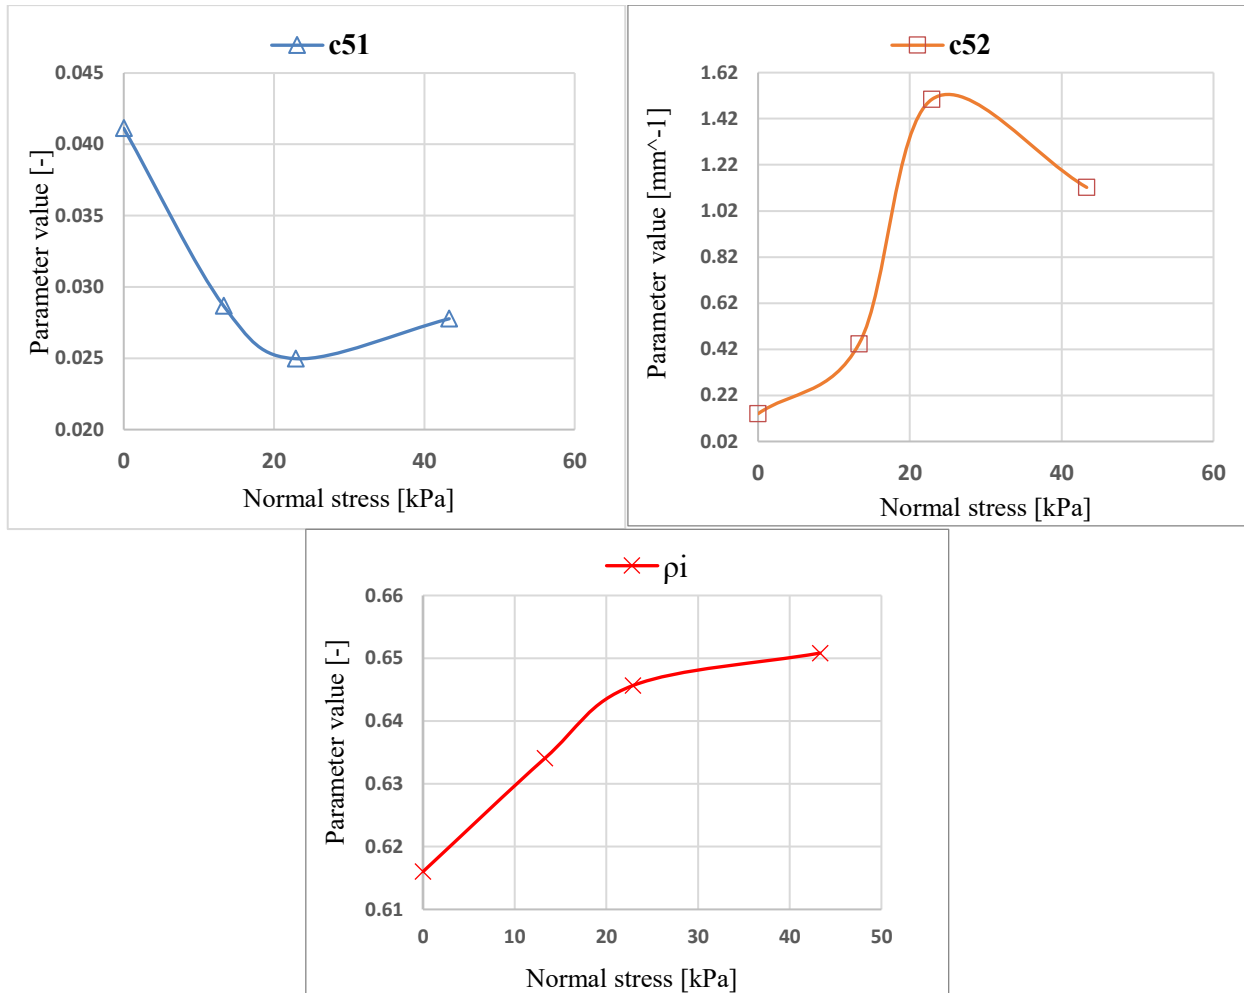 c51
0.045
0.040
0.035
0.030
0.025
0.020
0 20 40 60
Parameter value [-]
Normal stress [kPa]
c52
1.62
1.42
1.22
1.02
0.82
0.62
0.42
0.22
0.02
0 20 40 60
Parameter value [mm^-1]
Normal stress [kPa]
ρi
0.66
0.65
0.64
0.63
0.62
0.61
0 10 20 30 40 50
Parameter value [-]
Normal stress [kPa]